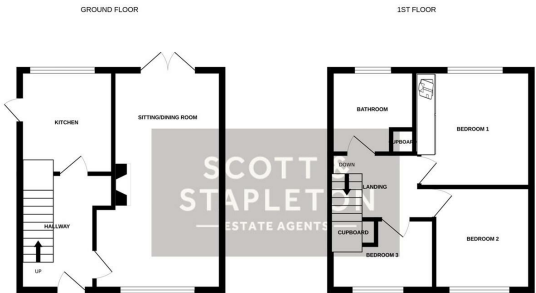 GROUND FLOOR
1ST FLOOR
KITCHEN
SITTING/DINING ROOM
HALLWAY
UP
BATHROOM
UPBOAR
BEDROOM 1
DOWN
LANDING
CUPBOARD
BEDROOM 2
BEDROOM 3
SCOTT &
STAPLETON
ESTATE AGENTS